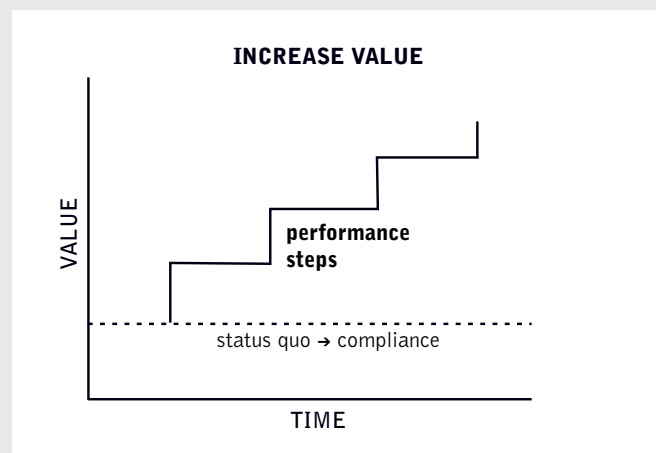 INCREASE VALUE
VALUE
performance
steps
status quo → compliance
TIME